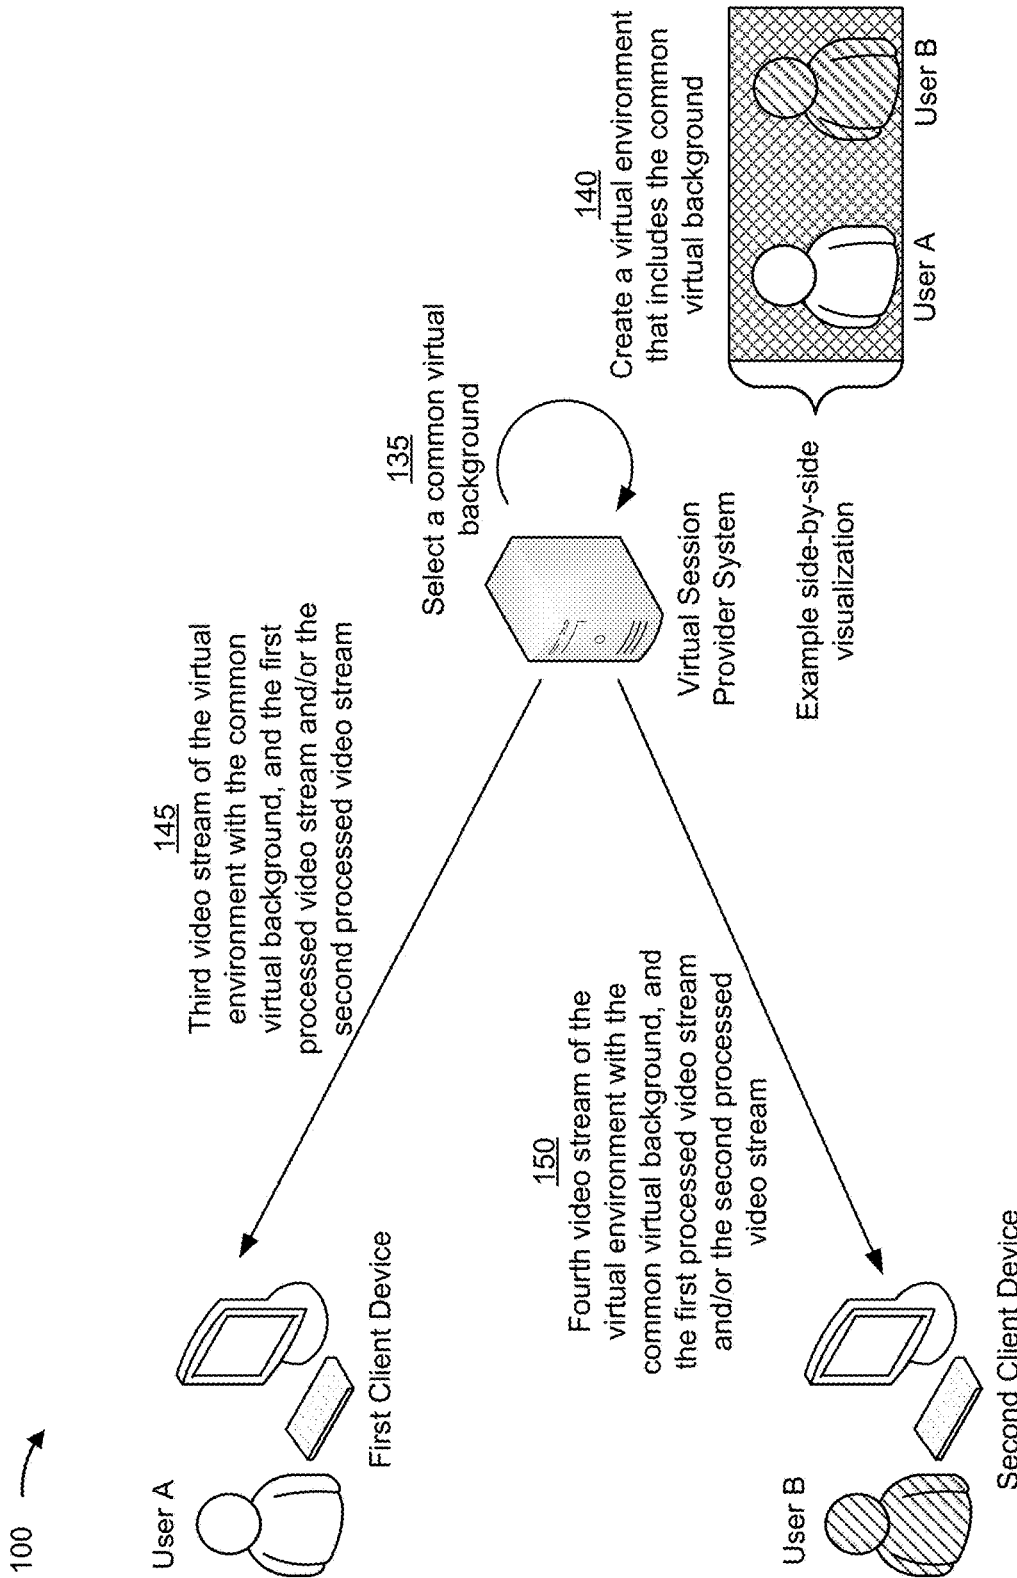 100
User A
First Client Device
145
Third video stream of the virtual
environment with the common
virtual background, and the first
processed video stream and/or the
second processed video stream
135
Select a common virtual
background
Virtual Session
Provider System
140
Create a virtual environment
that includes the common
virtual background
User A
User B
Example side-by-side
visualization
150
Fourth video stream of the
virtual environment with the
common virtual background, and
the first processed video stream
and/or the second processed
video stream
User B
Second Client Device